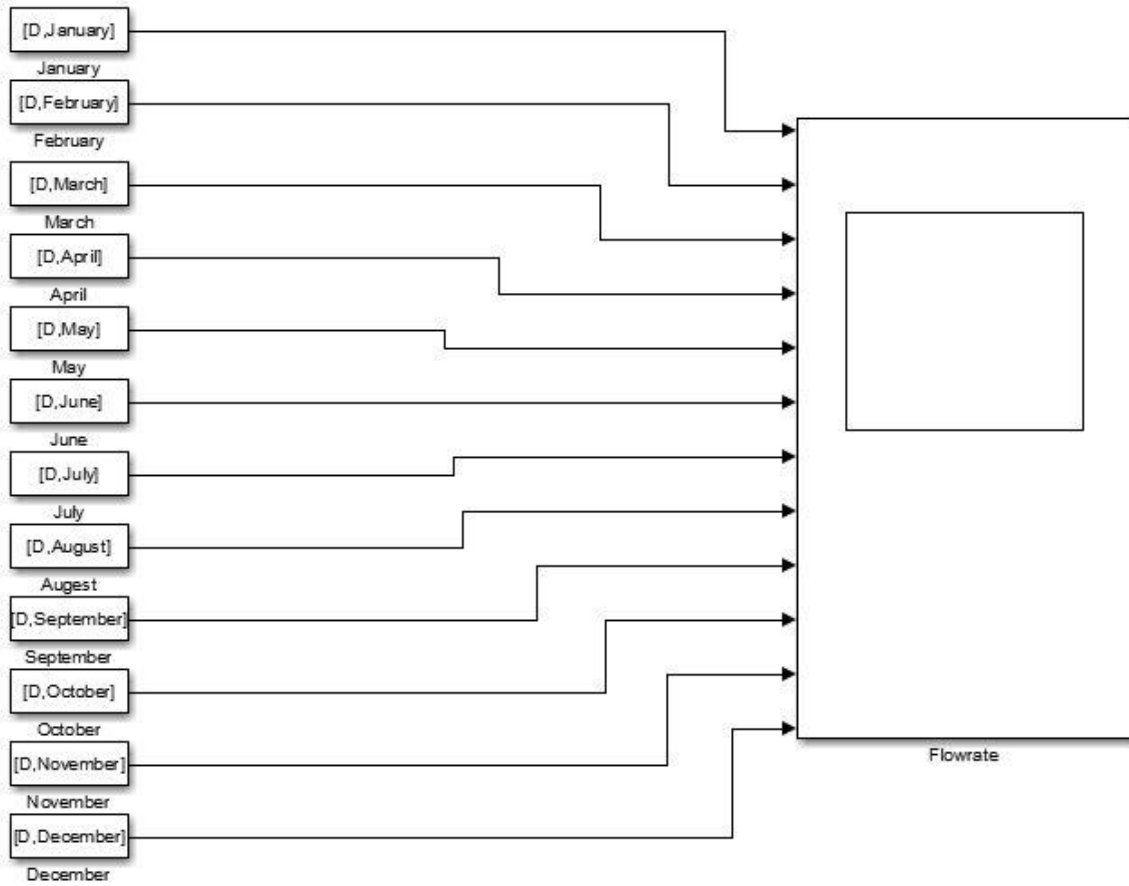 [D,January]
January
[D,February]
February
[D,March]
March
[D,April]
April
[D,May]
May
[D,June]
June
[D,July]
July
[D,August]
Augest
[D,September]
September
[D,October]
October
[D,November]
November
[D,December]
December
Flowrate